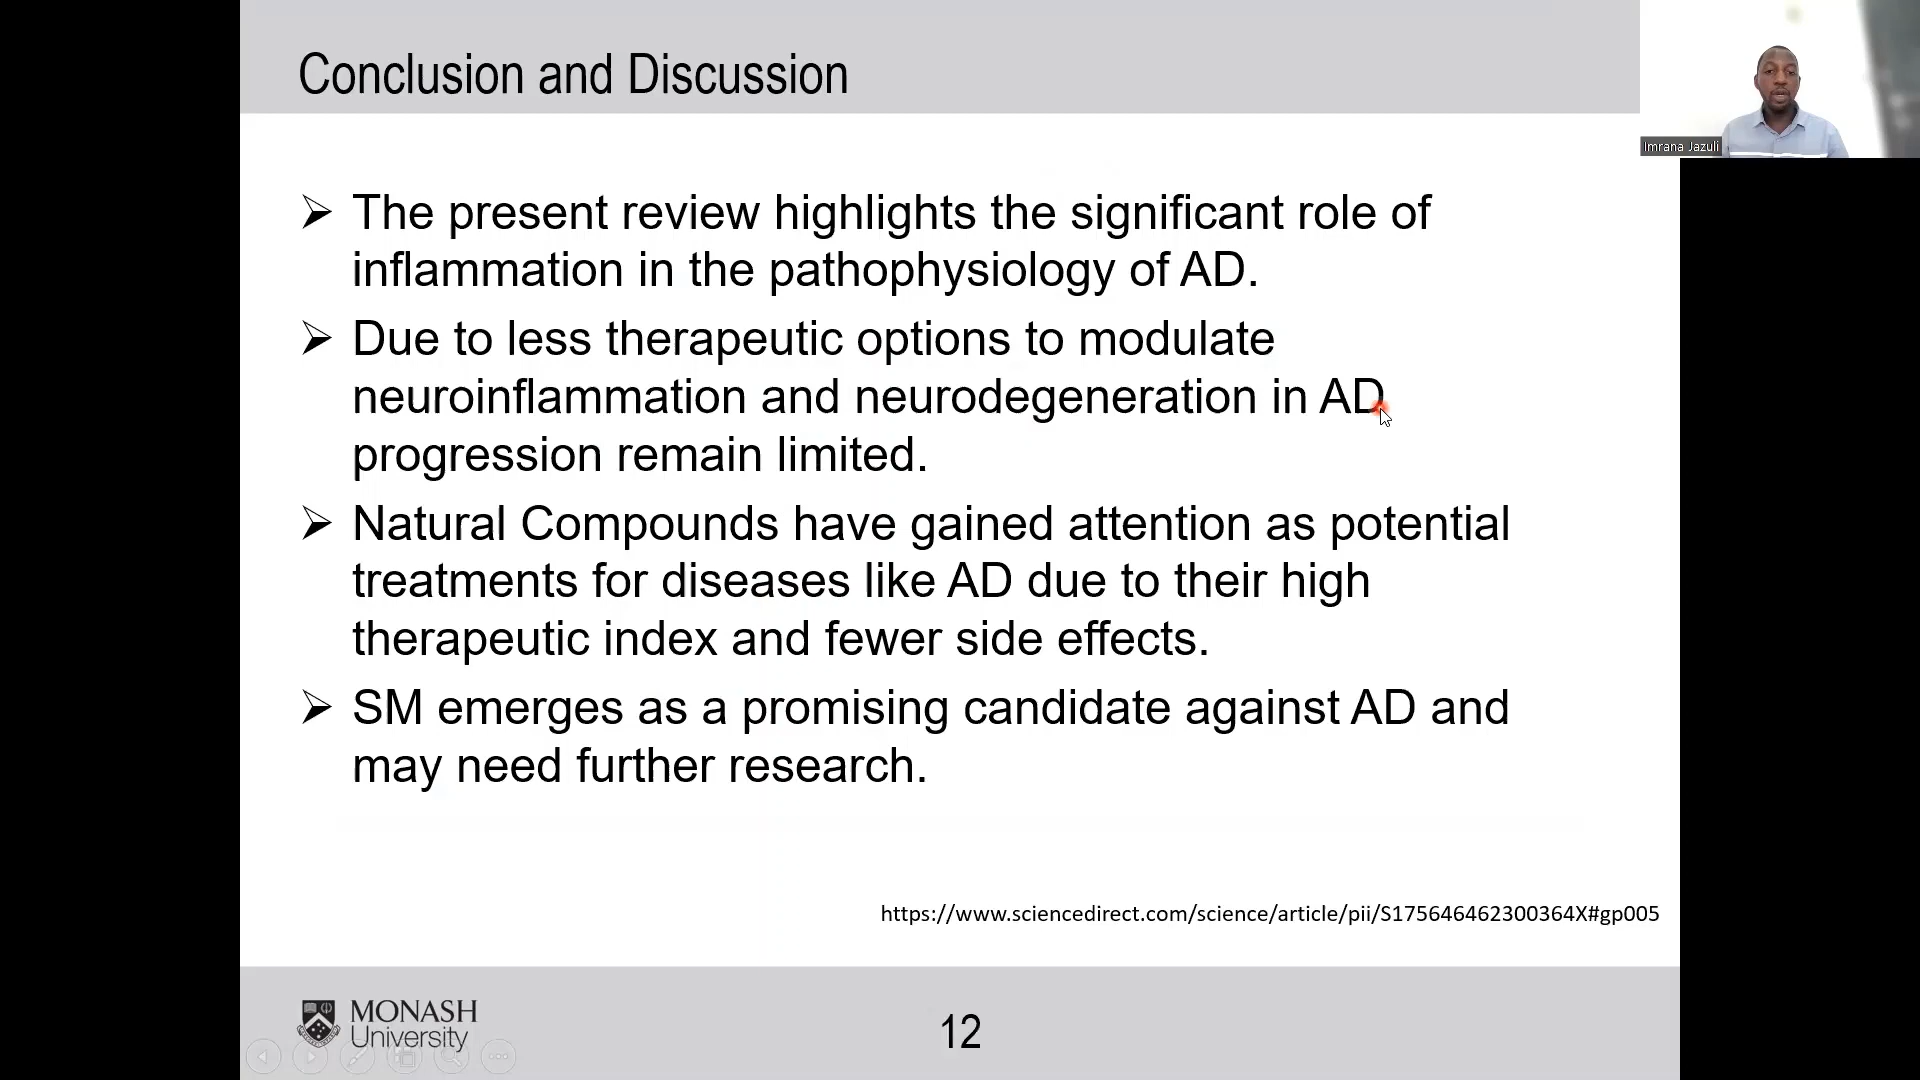 Conclusion and Discussion
Imrana Jazuli
➢ The present review highlights the significant role of
inflammation in the pathophysiology of AD.
➢ Due to less therapeutic options to modulate
neuroinflammation and neurodegeneration in AD
progression remain limited.
➢ Natural Compounds have gained attention as potential
treatments for diseases like AD due to their high
therapeutic index and fewer side effects.
➢ SM emerges as a promising candidate against AD and
may need further research.
https://www.sciencedirect.com/science/article/pii/S175646462300364X#gp005
MONASH
University
12